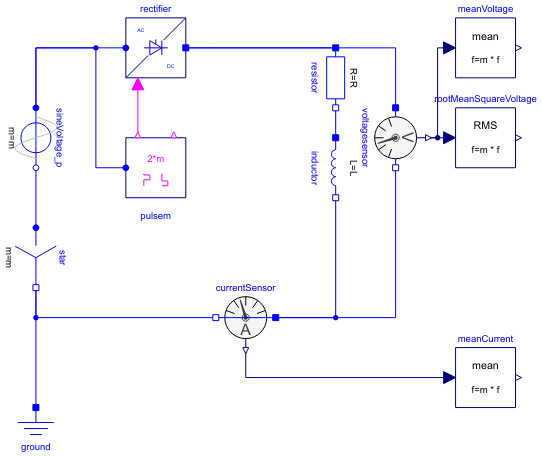 rectifier
AC
DC
meanVoltage
mean
f=m * f
resistor
R=R
rootMeanSquareVoltage
RMS
f=m * f
voltagesensor
sineVoltage_p
m=m
2*m
pulsem
inductor
L=L
star
m=m
currentSensor
A
V
meanCurrent
mean
f=m * f
ground